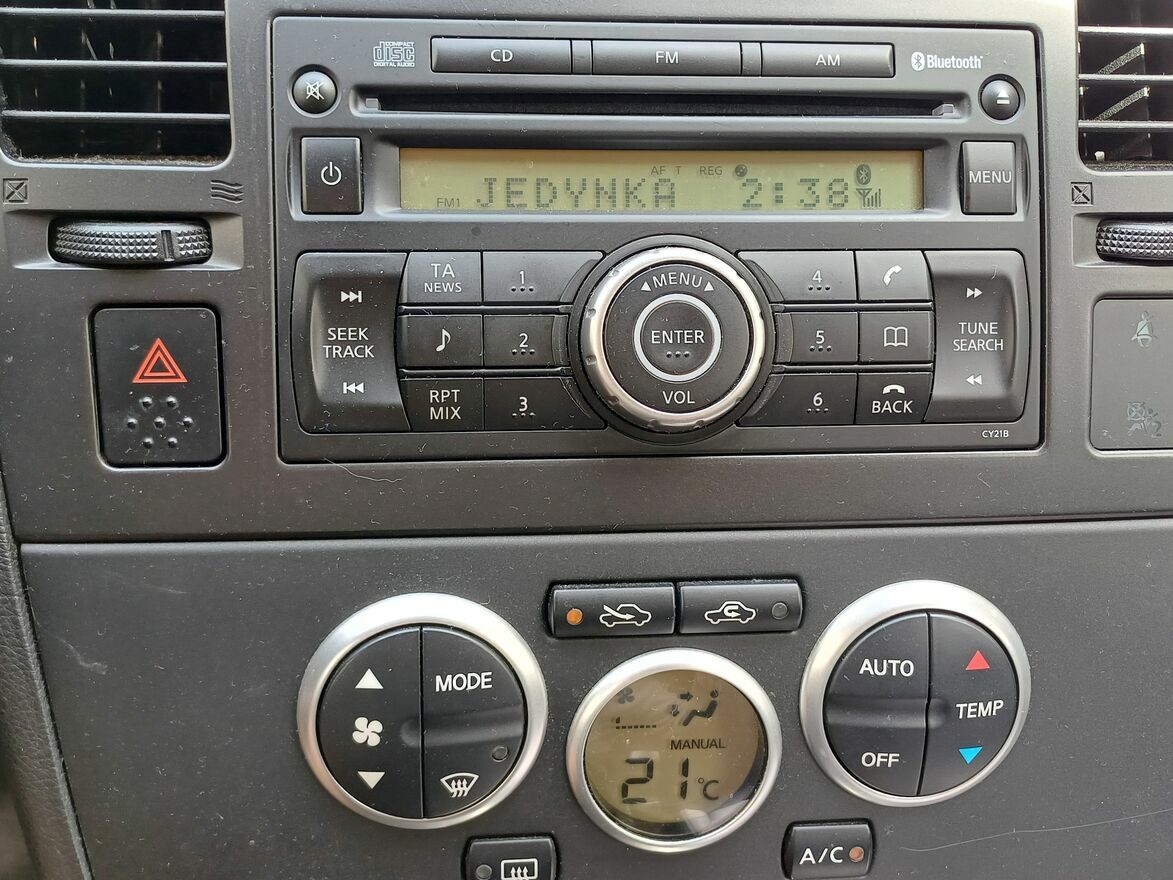 COMPACT
disc
DIGITAL AUDIO
CD
FM
AM
Bluetooth
AF T REG
FM1 JEDYNKA 2:38
MENU
SEEK
TRACK
TA
NEWS
1
2
RPT
MIX
3
MENU
ENTER
VOL
4
5
6
BACK
TUNE
SEARCH
CY21B
2
MODE
MANUAL
21°C
AUTO
OFF
TEMP
A/C